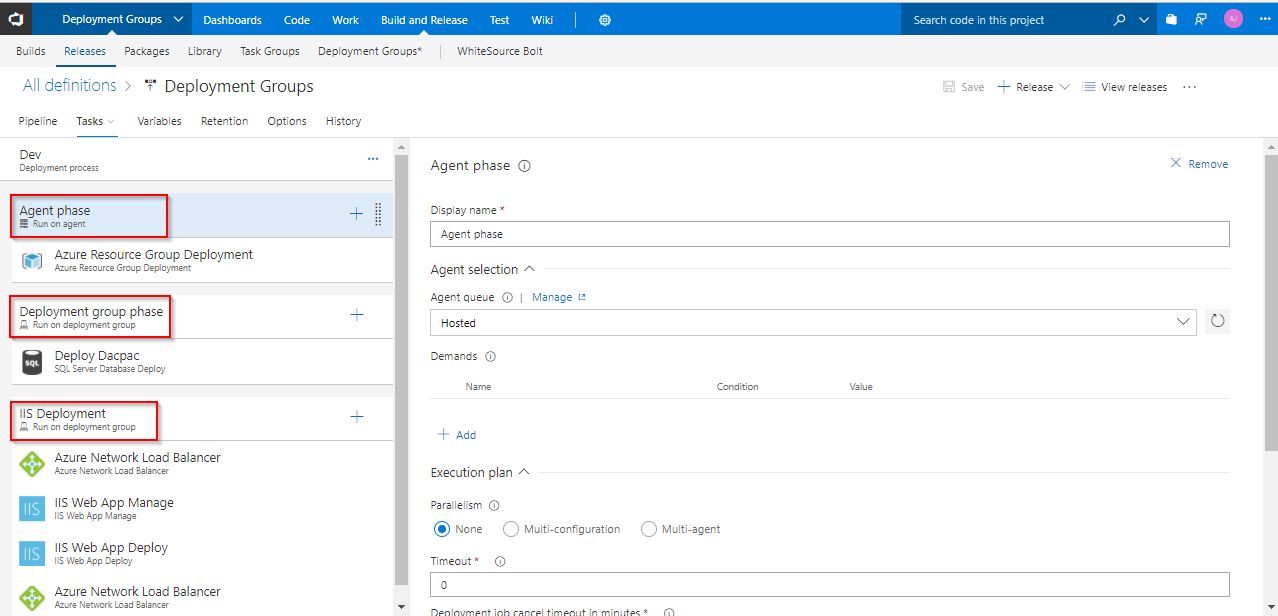 Deployment Groups Dashboards Code Work Build and Release Test Wiki Search code in this project AJ
Builds Releases Packages Library Task Groups Deployment Groups* WhiteSource Bolt
All definitions > Deployment Groups Save Release View releases ...
Pipeline Tasks Variables Retention Options History
Dev
Deployment process
Agent phase
Run on agent
Azure Resource Group Deployment
Azure Resource Group Deployment
Deployment group phase
Run on deployment group
Deploy Dacpac
SQL
SQL Server Database Deploy
IIS Deployment
Run on deployment group
Azure Network Load Balancer
Azure Network Load Balancer
IIS
IIS Web App Manage
IIS Web App Manage
IIS
IIS Web App Deploy
IIS Web App Deploy
Azure Network Load Balancer
Azure Network Load Balancer
Agent phase Remove
Display name *
Agent phase
Agent selection
Agent queue | Manage
Hosted
Demands
Name Condition Value
Add
Execution plan
Parallelism
None Multi-configuration Multi-agent
Timeout *
0
Deployment job cancel timeout in minutes *